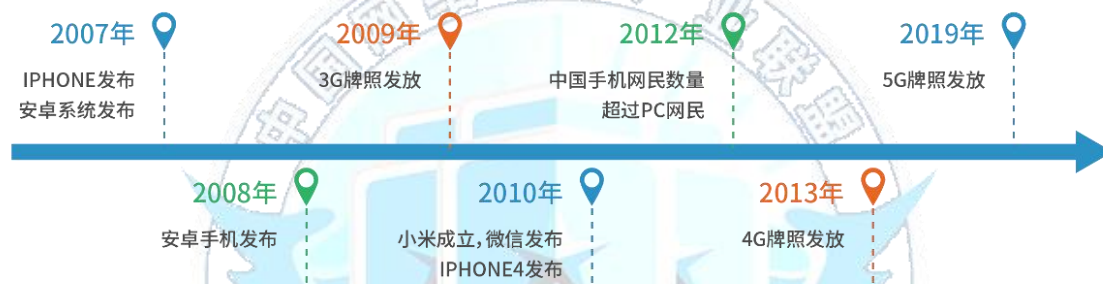 2007年
IPHONE发布
安卓系统发布
2009年
3G牌照发放
2012年
中国手机网民数量
超过PC网民
2019年
5G牌照发放
2008年
安卓手机发布
2010年
小米成立,微信发布
IPHONE4发布
2013年
4G牌照发放